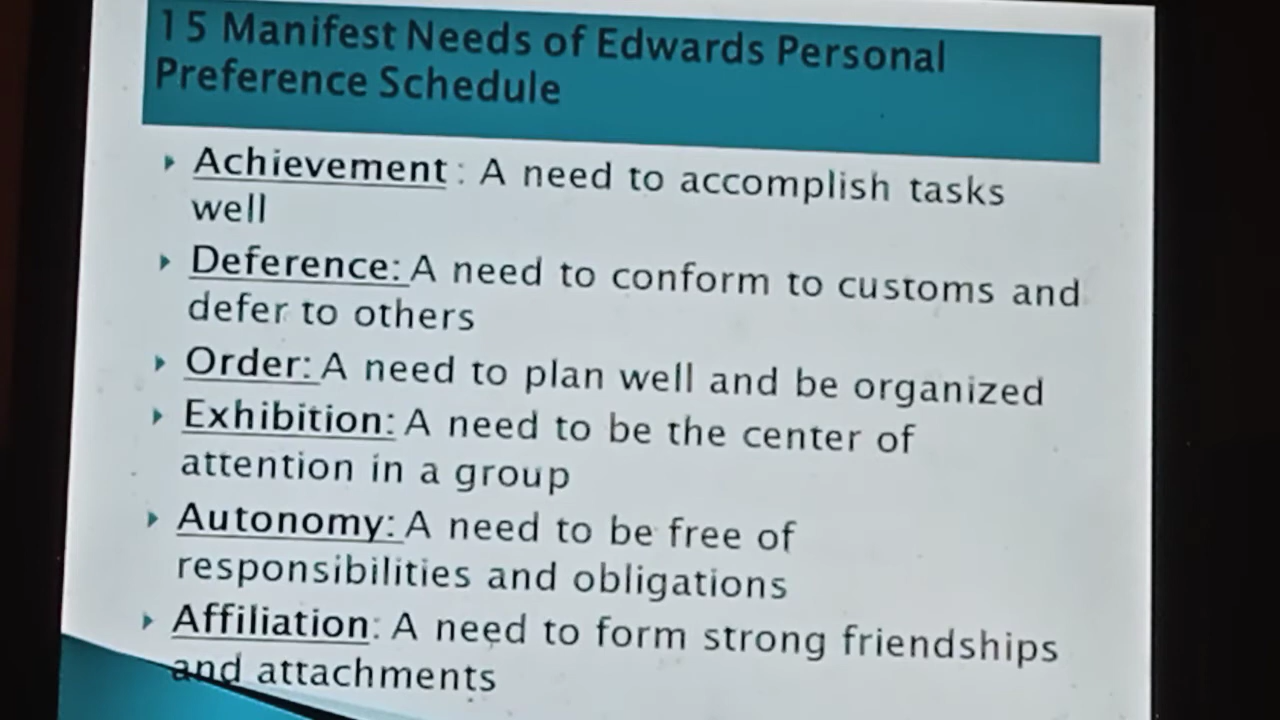 15 Manifest Needs of Edwards Personal
Preference Schedule
Achievement : A need to accomplish tasks
well
Deference: A need to conform to customs and
defer to others
Order: A need to plan well and be organized
Exhibition: A need to be the center of
attention in a group
Autonomy: A need to be free of
responsibilities and obligations
Affiliation: A need to form strong friendships
and attachments